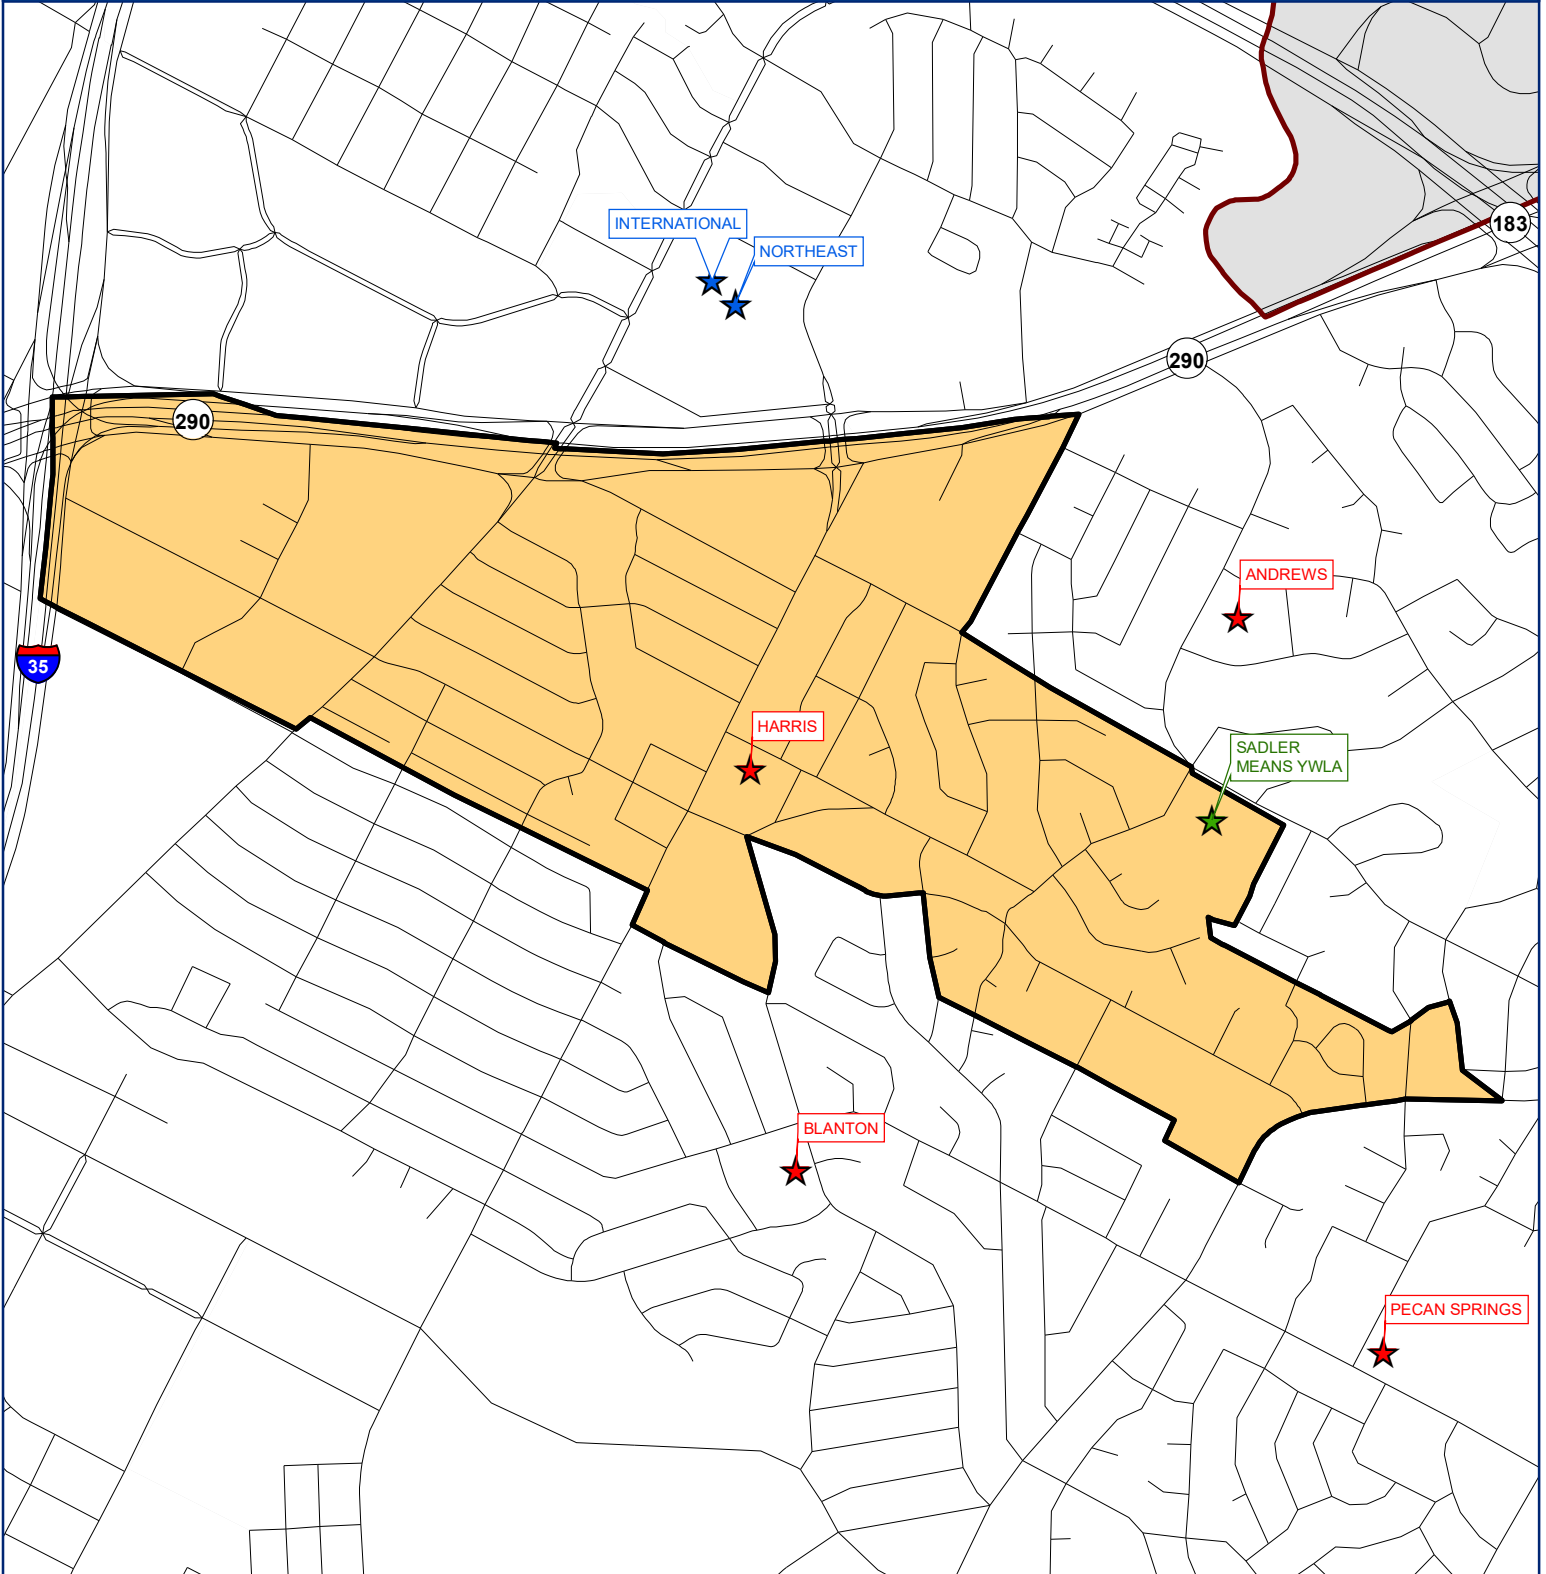 INTERNATIONAL
183
NORTHEAST
290
290
ANDREWS
35
HARRIS
SADLER
MEANS YWLA
BLANTON
PECAN SPRINGS